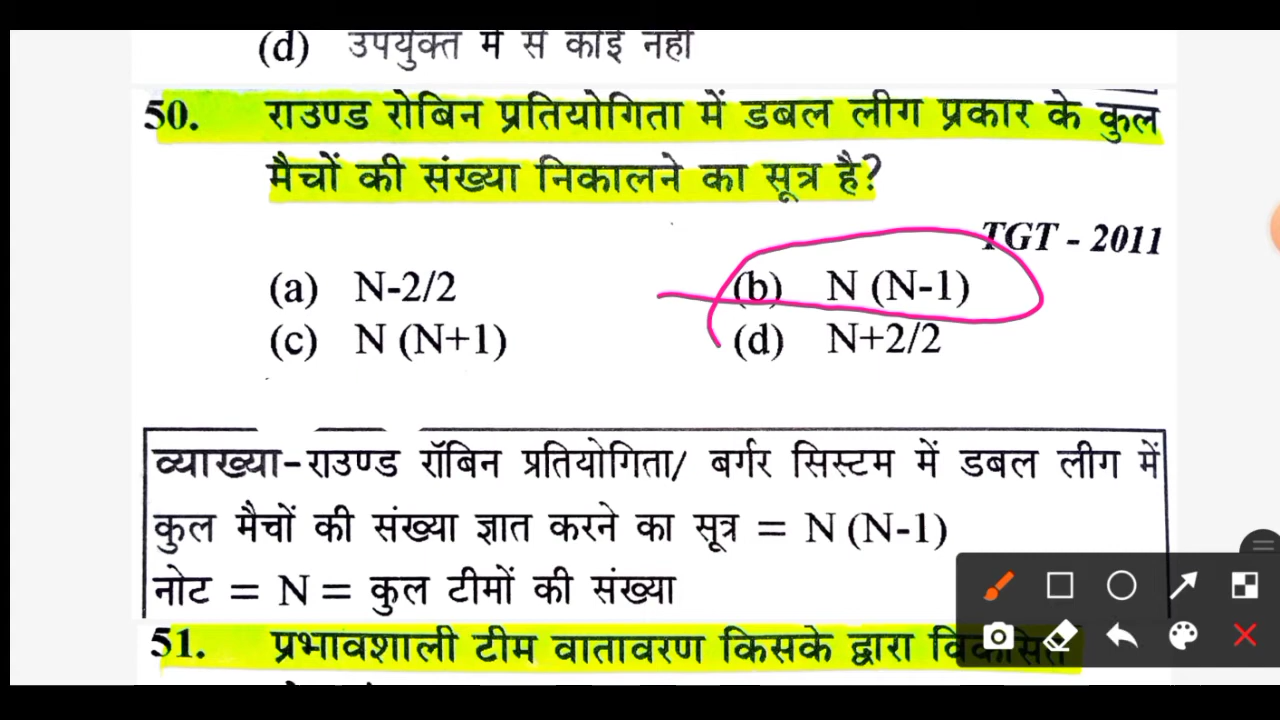 (d) उपर्युक्त में से कोई नहीं
50. राउण्ड रोबिन प्रतियोगिता में डबल लीग प्रकार के कुल
मैचों की संख्या निकालने का सूत्र है?
TGT - 2011
(a) N-2/2 (b) N (N-1)
(c) N (N+1) (d) N+2/2
व्याख्या-राउण्ड रॉबिन प्रतियोगिता/ बर्गर सिस्टम में डबल लीग में
कुल मैचों की संख्या ज्ञात करने का सूत्र = N (N-1)
नोट = N = कुल टीमों की संख्या
51. प्रभावशाली टीम वातावरण किसके द्वारा विकसित